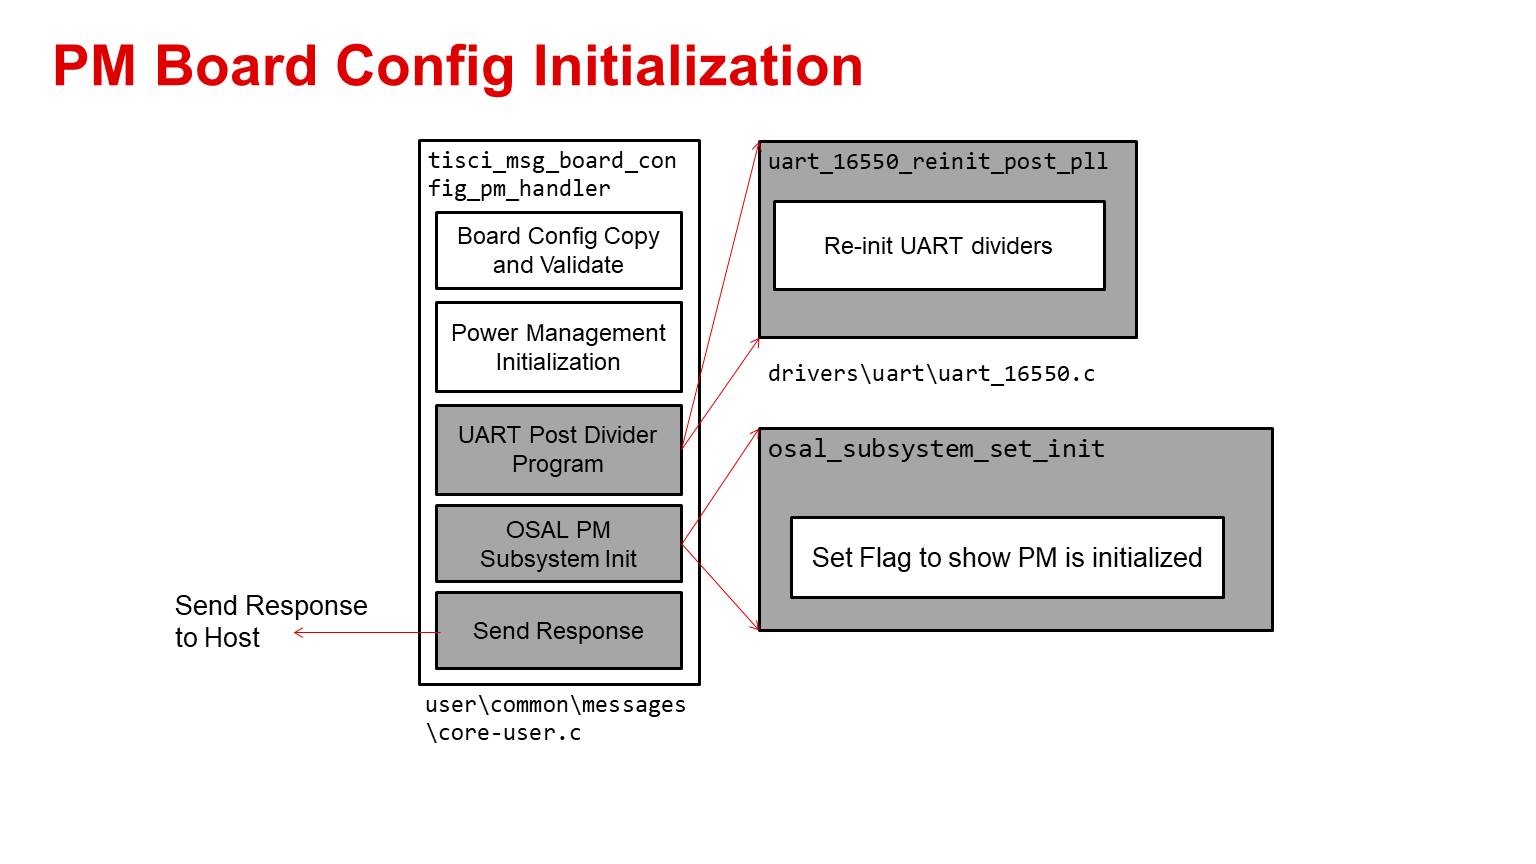 PM Board Config Initialization
tisci_msg_board_con
fig_pm_handler
Board Config Copy
and Validate
Power Management
Initialization
UART Post Divider
Program
OSAL PM
Subsystem Init
Send Response
Send Response
to Host
user\common\messages
\core-user.c
uart_16550_reinit_post_pll
Re-init UART dividers
drivers\uart\uart_16550.c
osal_subsystem_set_init
Set Flag to show PM is initialized